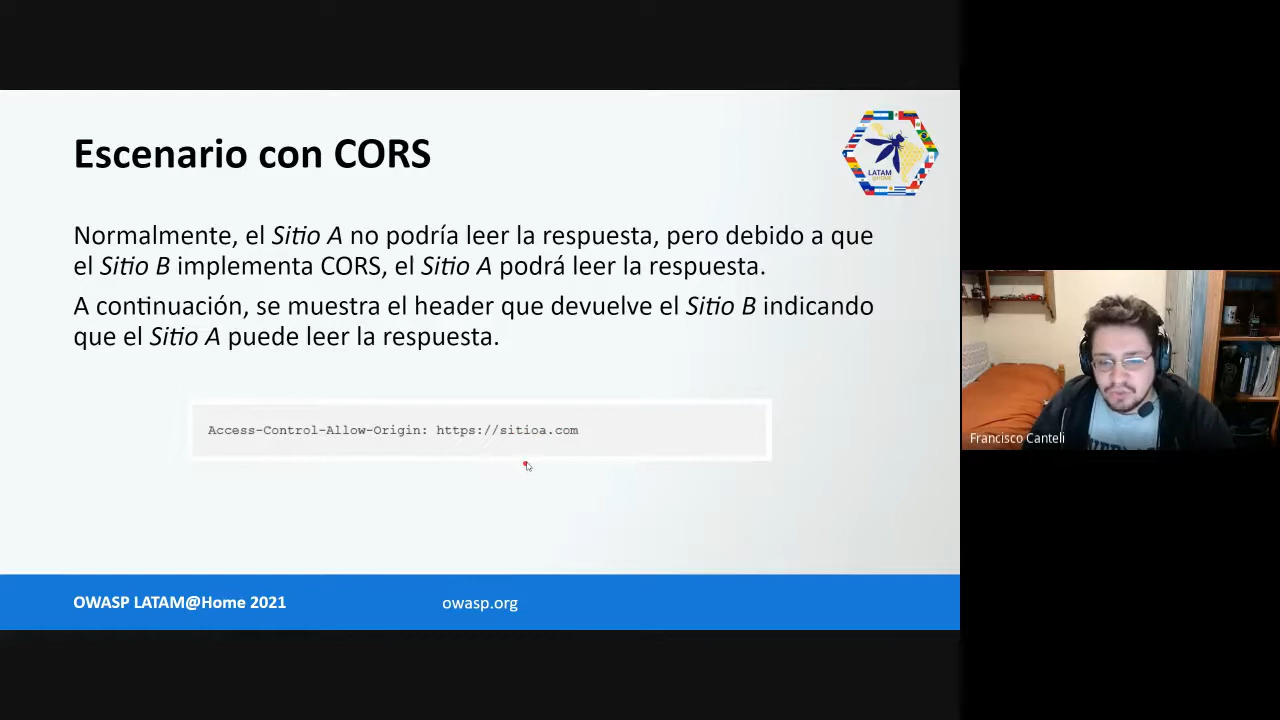 Escenario con CORS
LATAM
@HOME
Normalmente, el Sitio A no podría leer la respuesta, pero debido a que
el Sitio B implementa CORS, el Sitio A podrá leer la respuesta.
A continuación, se muestra el header que devuelve el Sitio B indicando
que el Sitio A puede leer la respuesta.
Access-Control-Allow-Origin: https://sitioa.com
Francisco Canteli
OWASP LATAM@Home 2021
owasp.org